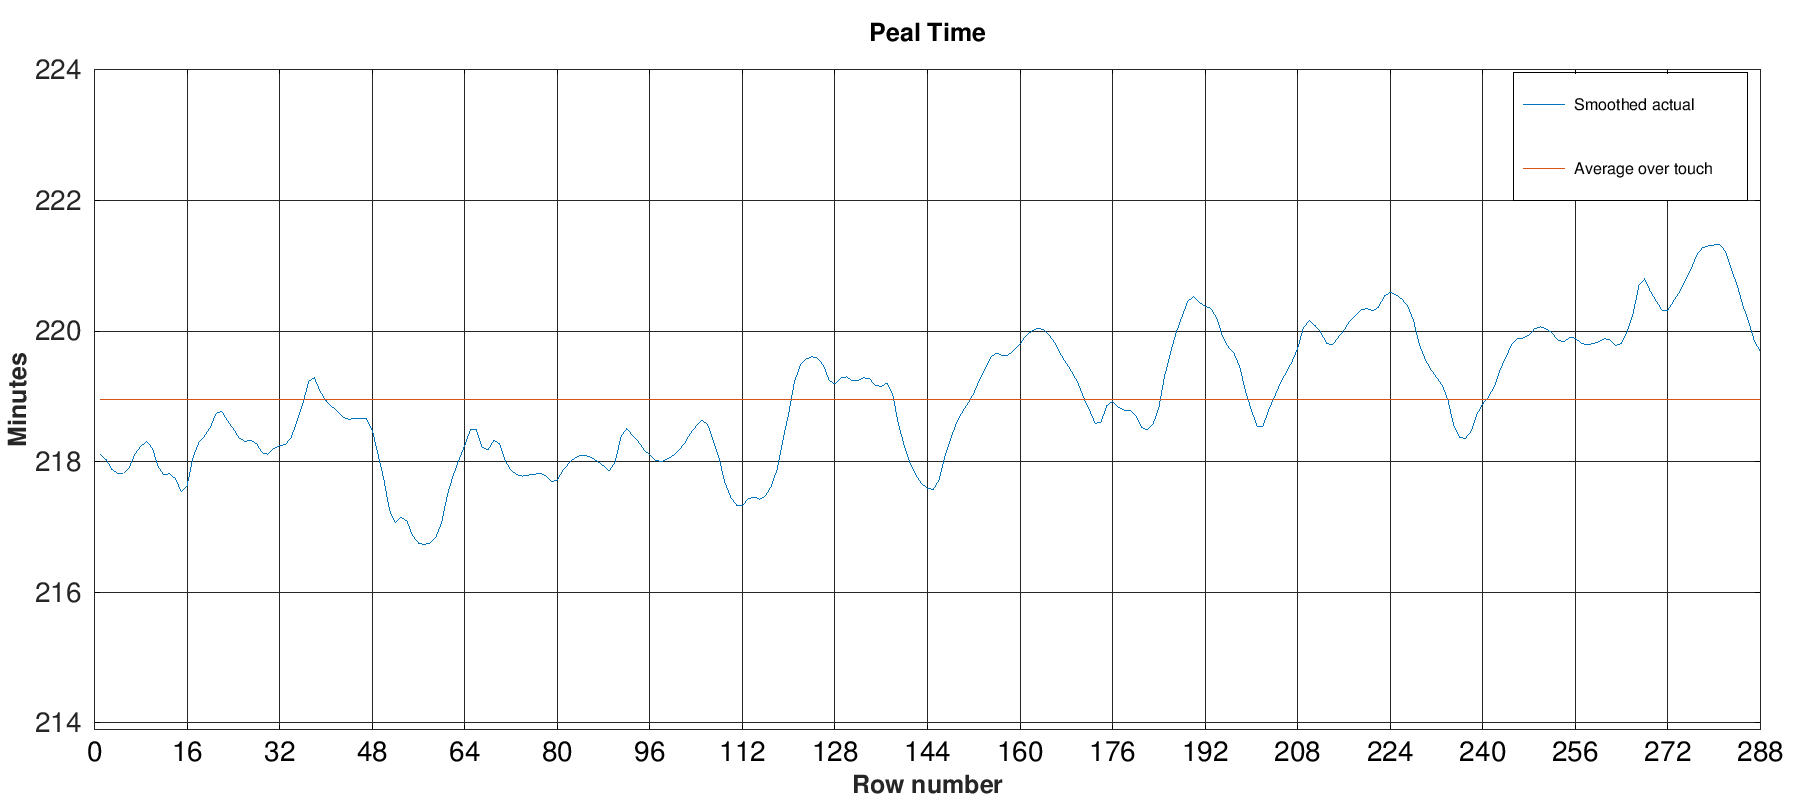 Peal Time
224
222
220
218
216
214
Minutes
Smoothed actual
Average over touch
0 16 32 48 64 80 96 112 128 144 160 176 192 208 224 240 256 272 288
Row number